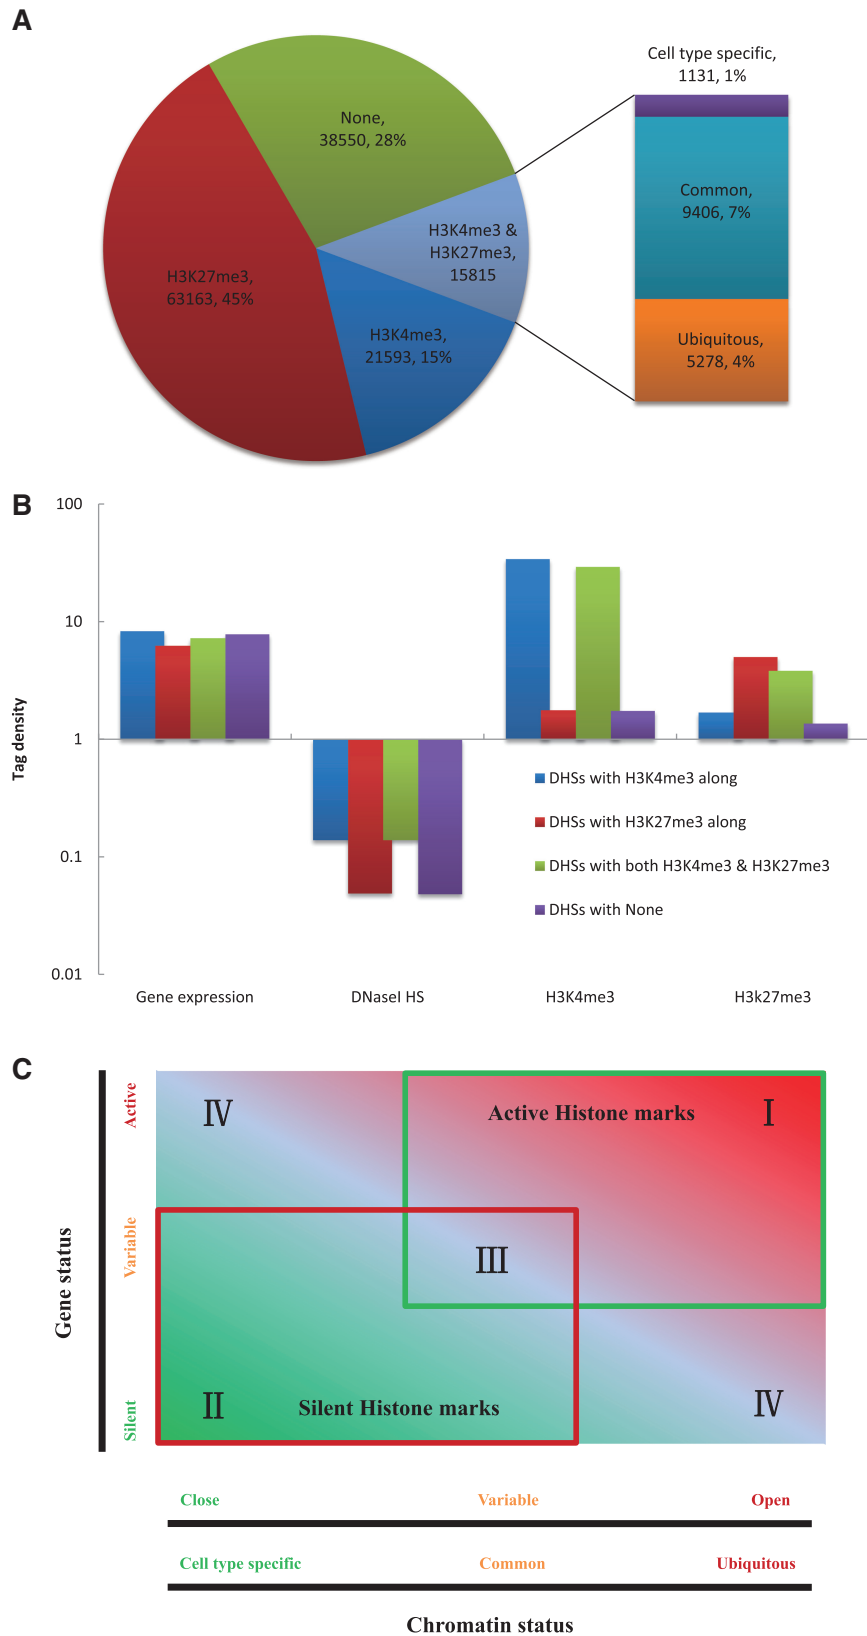 A
None,
38550, 28%
H3K4me3 &
H3K27me3,
15815
H3K27me3,
63163, 45%
H3K4me3,
21593, 15%
Cell type specific,
1131, 1%
Common,
9406, 7%
Ubiquitous,
5278, 4%
B
Tag density
100
10
1
0.1
0.01
DHSs with H3K4me3 along
DHSs with H3K27me3 along
DHSs with both H3K4me3 & H3K27me3
DHSs with None
Gene expression
DNaseI HS
H3K4me3
H3k27me3
C
Gene status
Active
Variable
Silent
IV
Active Histone marks
I
III
II
Silent Histone marks
IV
Close
Variable
Open
Cell type specific
Common
Ubiquitous
Chromatin status